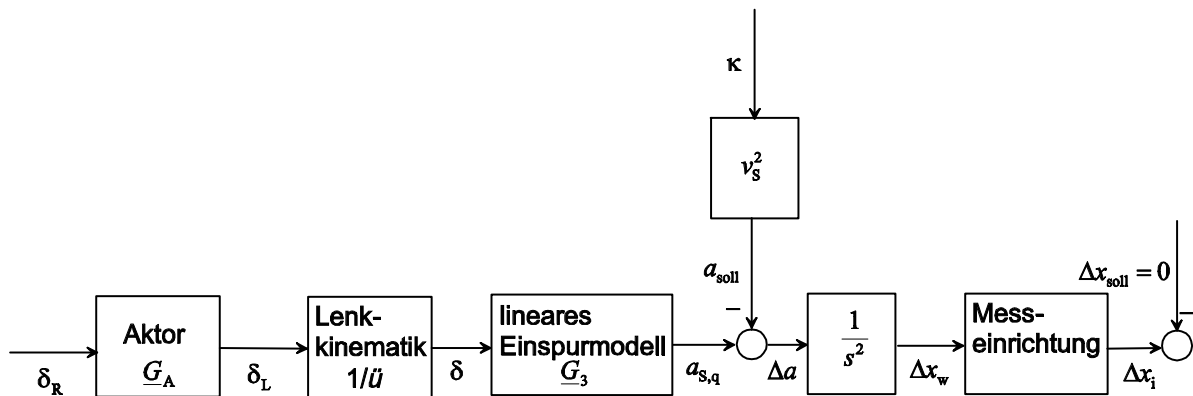 κ
v_S^2
a_soll
−
Δx_soll = 0
−
Aktor
G_A
Lenk-
kinematik
1/ü
lineares
Einspurmodell
G_3
1
s^2
Mess-
einrichtung
δ_R
δ_L
δ
a_S,q
Δa
Δx_w
Δx_i